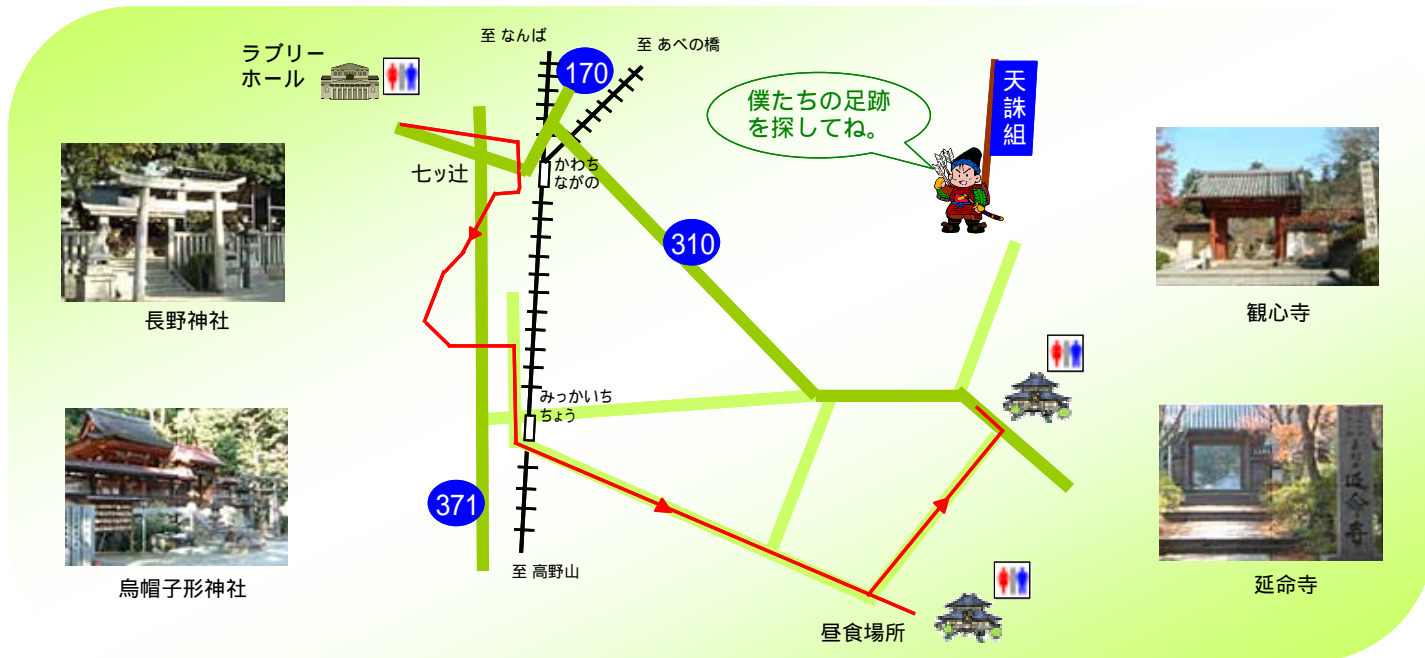 至 なんば
至 あべの橋
ラブリー
ホール
170
天誅組
僕たちの足跡
を探してね。
七ッ辻
かわち
ながの
310
長野神社
観心寺
みっかいち
ちょう
371
至 高野山
烏帽子形神社
延命寺
延命寺
昼食場所